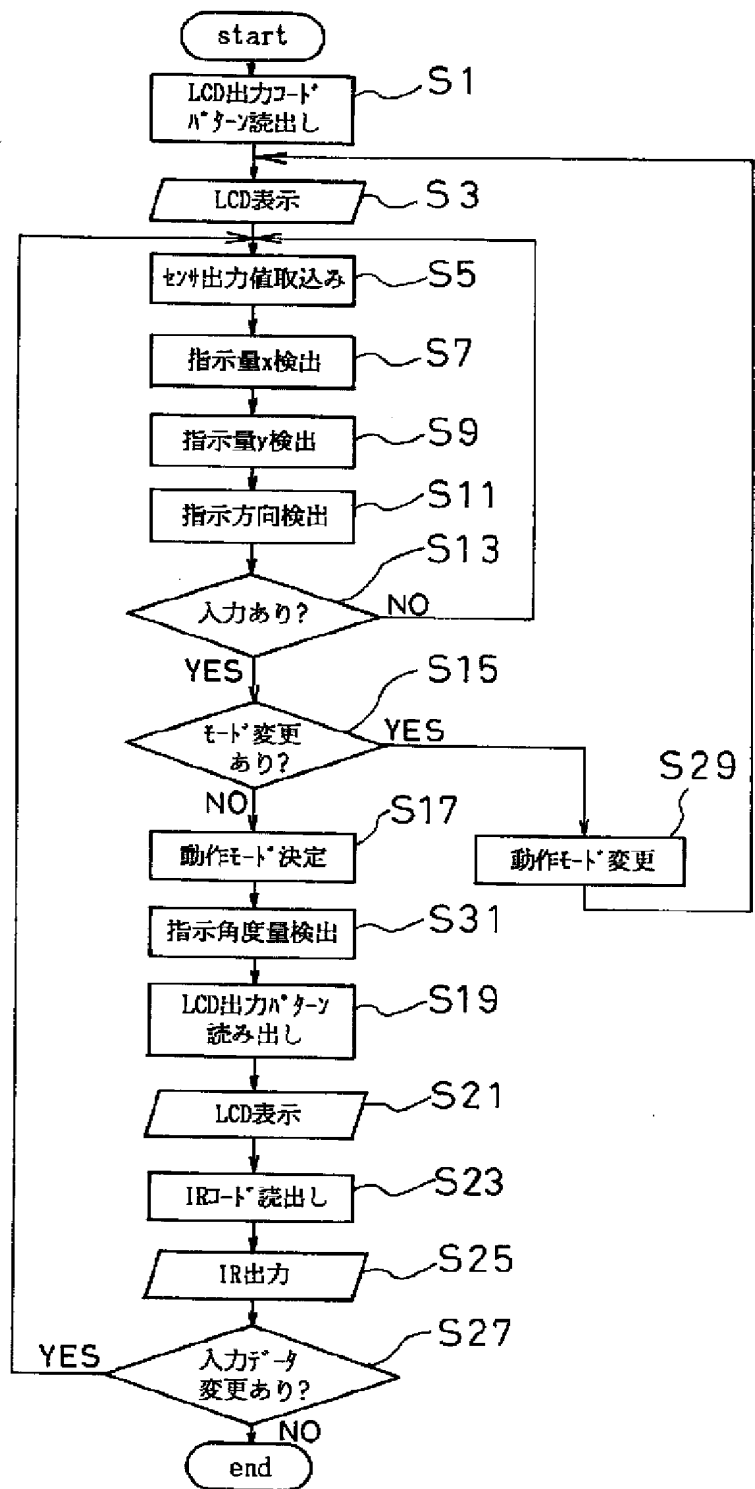 start
LCD出力コード
パターン読出し
S1
LCD表示
S3
センサ出力値取込み
S5
指示量x検出
S7
指示量y検出
S9
指示方向検出
S11
入力あり?
S13
NO
YES
モード変更
あり?
S15
YES
NO
動作モード変更
S29
動作モード決定
S17
指示角度量検出
S31
LCD出力パターン
読み出し
S19
LCD表示
S21
IRコード読出し
S23
IR出力
S25
入力データ
変更あり?
S27
YES
NO
end